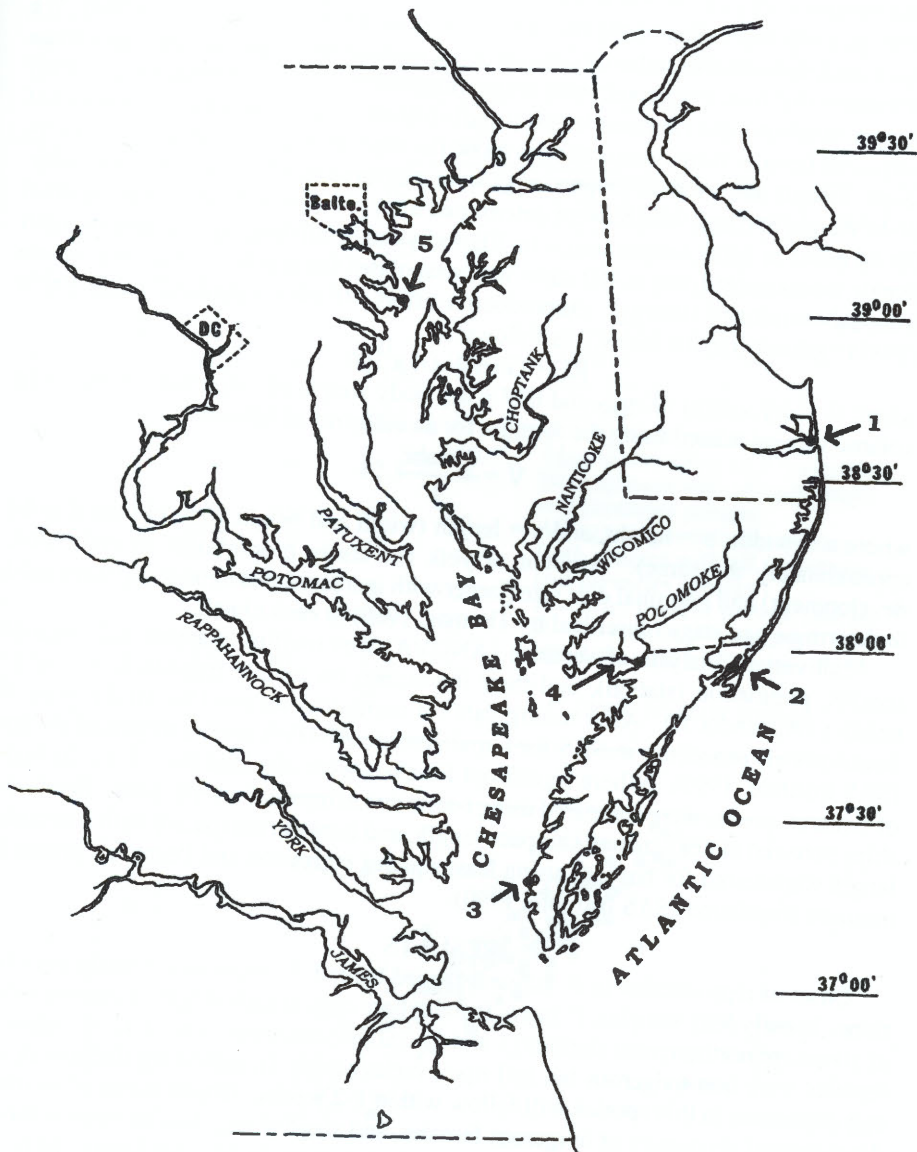 39°30'
Balto.
5
39°00'
DC
CHOPTANK
1
38°30'
NANTICOKE
PATUXENT
WICOMICO
POTOMAC
POCOMOKE
RAPPAHANNOCK
38°00'
4
2
CHESAPEAKE BAY
37°30'
YORK
3
ATLANTIC OCEAN
JAMES
37°00'